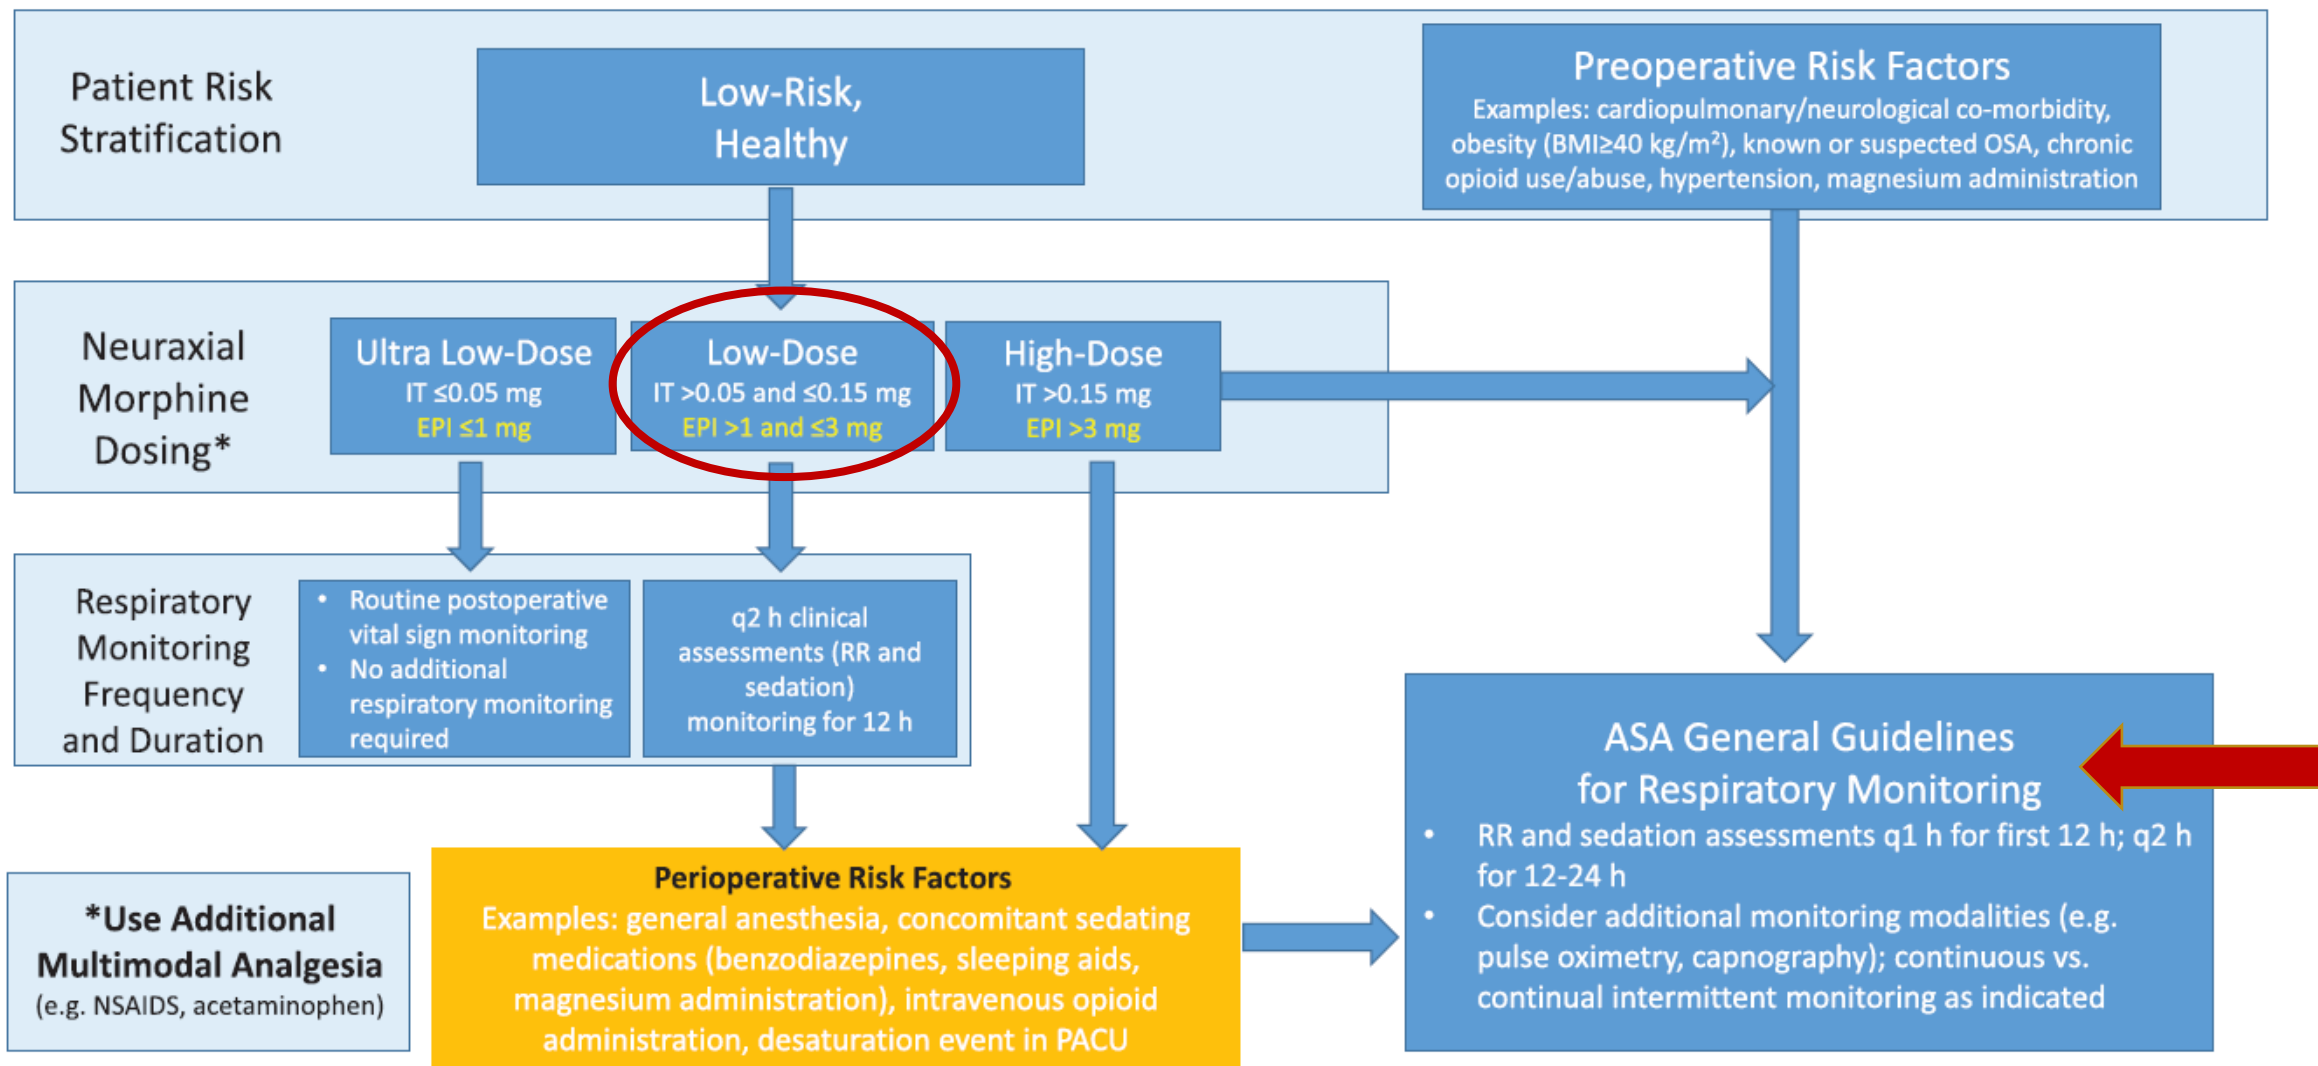 Patient Risk
Stratification
Low-Risk,
Healthy
Preoperative Risk Factors
Examples: cardiopulmonary/neurological co-morbidity,
obesity (BMI≥40 kg/m²), known or suspected OSA, chronic
opioid use/abuse, hypertension, magnesium administration
Neuraxial
Morphine
Dosing*
Ultra Low-Dose
IT ≤0.05 mg
EPI ≤1 mg
Low-Dose
IT >0.05 and ≤0.15 mg
EPI >1 and ≤3 mg
High-Dose
IT >0.15 mg
EPI >3 mg
Respiratory
Monitoring
Frequency
and Duration
• Routine postoperative
vital sign monitoring
• No additional
respiratory monitoring
required
q2 h clinical
assessments (RR and
sedation)
monitoring for 12 h
ASA General Guidelines
for Respiratory Monitoring
• RR and sedation assessments q1 h for first 12 h; q2 h
for 12-24 h
• Consider additional monitoring modalities (e.g.
pulse oximetry, capnography); continuous vs.
continual intermittent monitoring as indicated
*Use Additional
Multimodal Analgesia
(e.g. NSAIDS, acetaminophen)
Perioperative Risk Factors
Examples: general anesthesia, concomitant sedating
medications (benzodiazepines, sleeping aids,
magnesium administration), intravenous opioid
administration, desaturation event in PACU